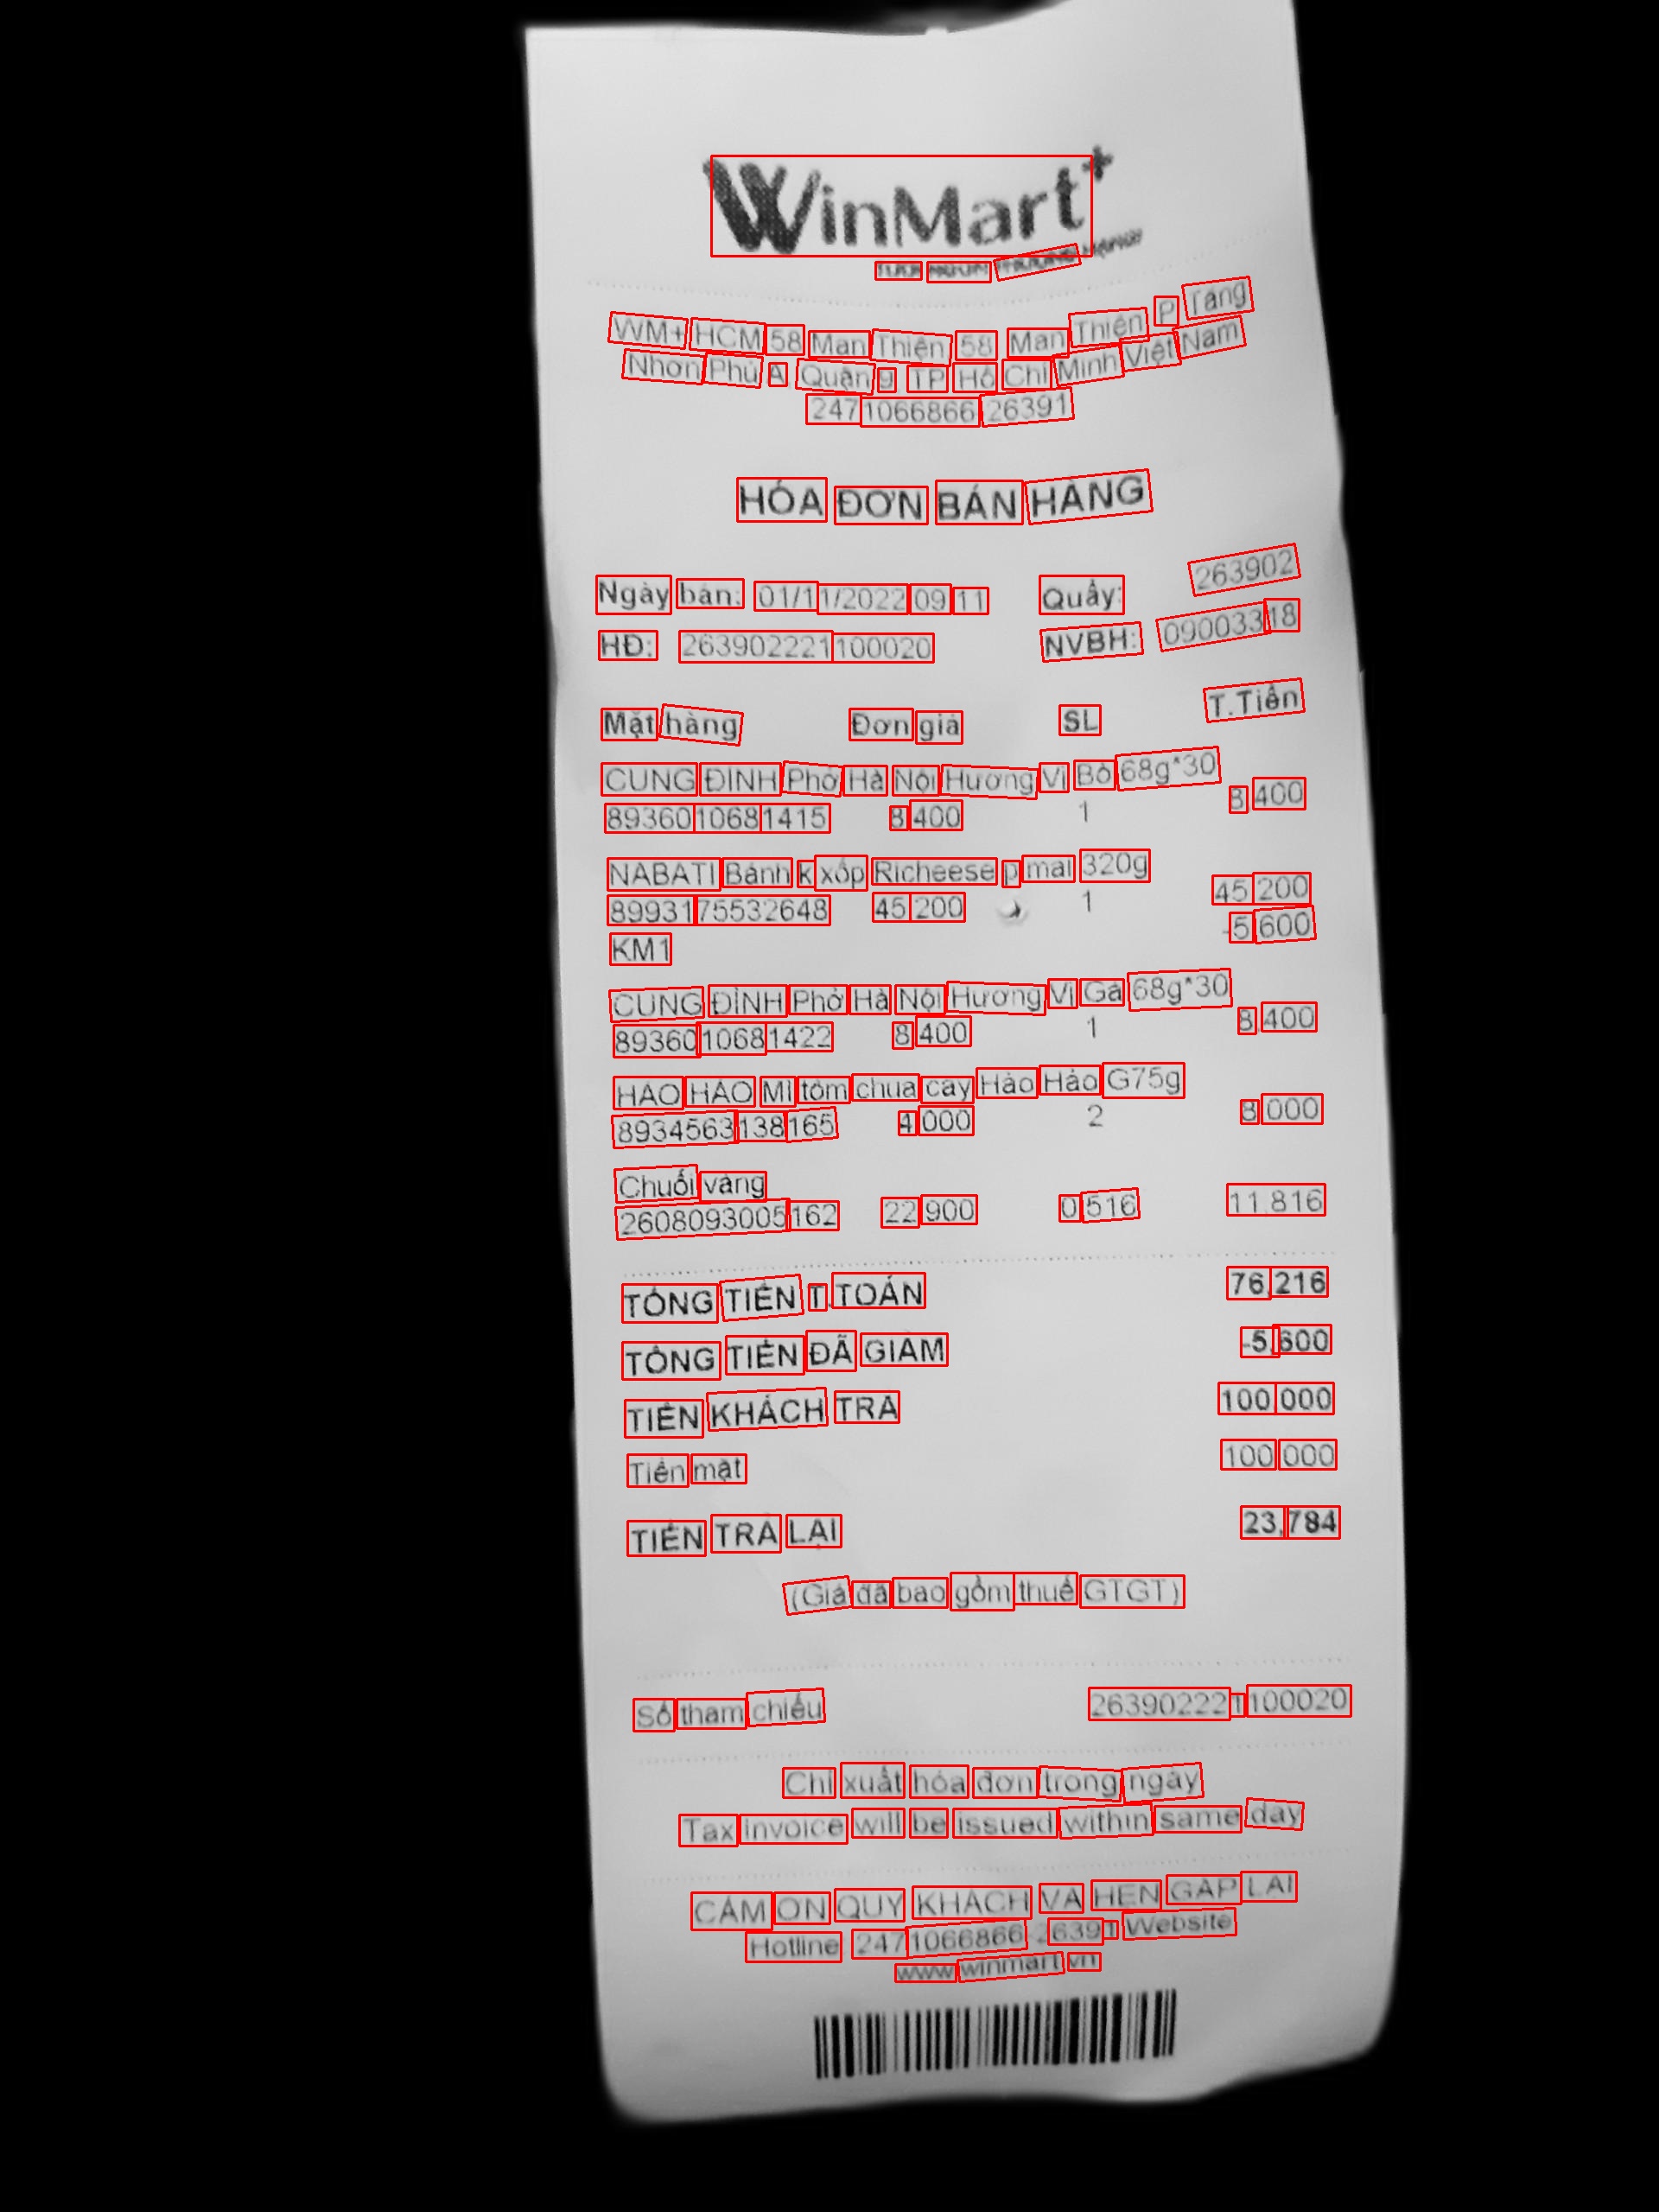 WinMart+
WM+ HCM 58 Man Thiện 58 Man Thiện P Tăng
Nhơn Phú A Quận 9 TP Hồ Chí Minh Việt Nam
2471066866 26391
HÓA ĐƠN BÁN HÀNG
Ngày bán: 01/11/2022 09 11 Quầy: 263902
HĐ: 263902221100020 NVBH: 09003318
Mặt hàng Đơn giá SL T.Tiền
CUNG ĐÌNH Phở Hà Nội Hương Vị Bò 68g*30
8936010681415 8 400 1 8 400
NABATI Bánh k xốp Richeese p mai 320g
8993175532648 45 200 1 45 200
KM1 -5 600
CUNG ĐÌNH Phở Hà Nội Hương Vị Gà 68g*30
8936010681422 8 400 1 8 400
HẢO HẢO Mì tôm chua cay Hảo Hảo G75g
8934563138165 4 000 2 8 000
Chuối vàng
2608093005162 22 900 0 516 11.816
TỔNG TIỀN T.TOÁN 76,216
TỔNG TIỀN ĐÃ GIẢM -5,600
TIỀN KHÁCH TRẢ 100 000
Tiền mặt 100 000
TIỀN TRẢ LẠI 23,784
(Giá đã bao gồm thuế GTGT)
Số tham chiếu 263902221100020
Chỉ xuất hóa đơn trong ngày
Tax invoice will be issued within same day
CẢM ƠN QUÝ KHÁCH VÀ HẸN GẶP LẠI
Hotline 2471066866 26391 Website
www winmart vn